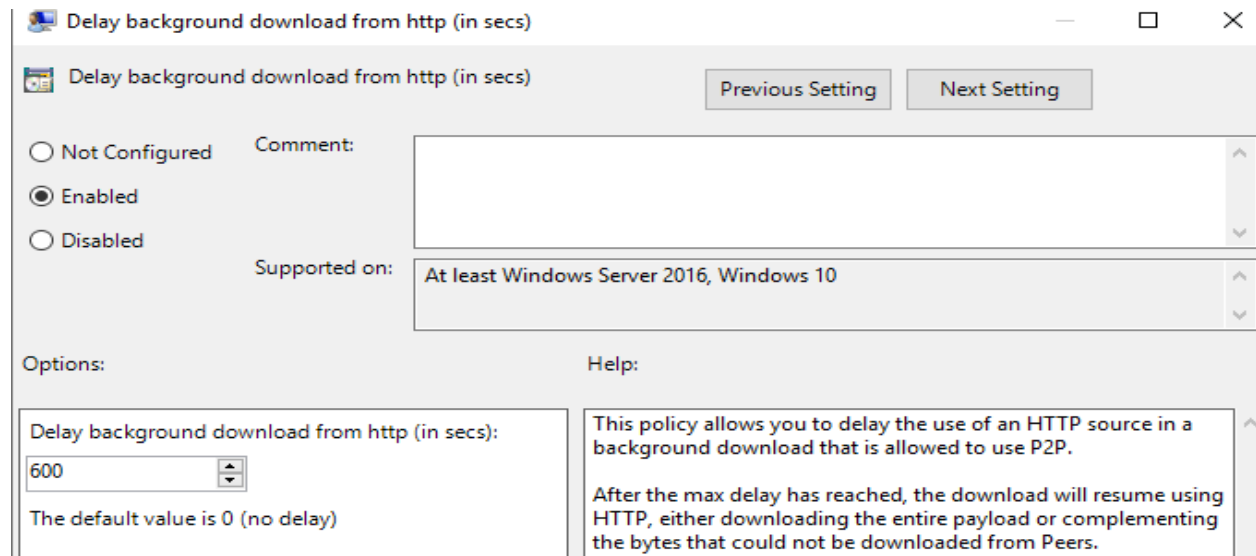 Delay background download from http (in secs)
Delay background download from http (in secs)
Previous Setting
Next Setting
Not Configured
Comment:
Enabled
Disabled
Supported on:
At least Windows Server 2016, Windows 10
Options:
Help:
Delay background download from http (in secs):
600
The default value is 0 (no delay)
This policy allows you to delay the use of an HTTP source in a
background download that is allowed to use P2P.
After the max delay has reached, the download will resume using
HTTP, either downloading the entire payload or complementing
the bytes that could not be downloaded from Peers.